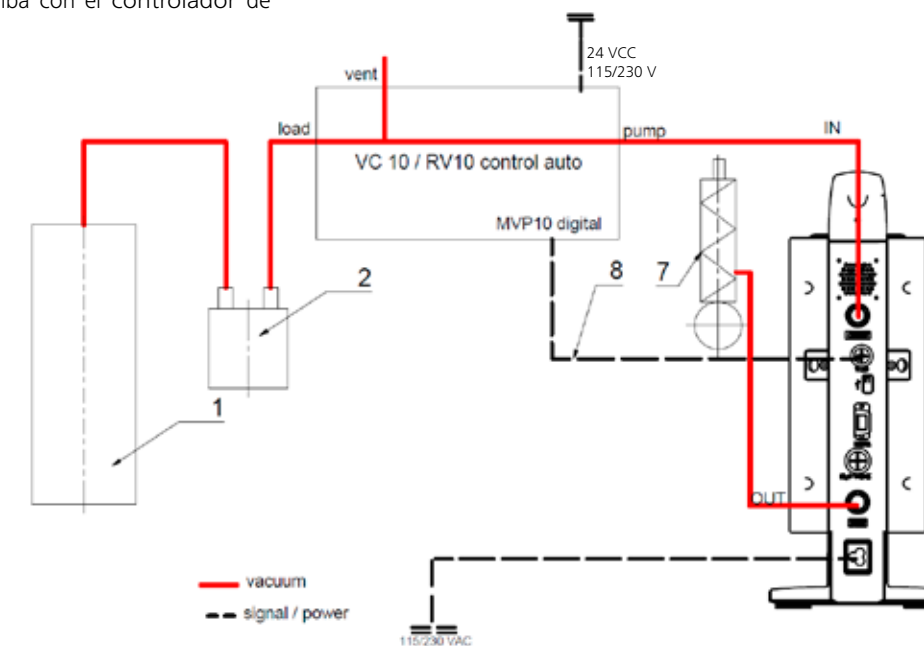 ba con el controlador de
24 VCC
115/230 V
vent
load
pump
IN
VC 10 / RV10 control auto
MVP10 digital
8
7
2
1
OUT
vacuum
signal / power
115/230 VAC